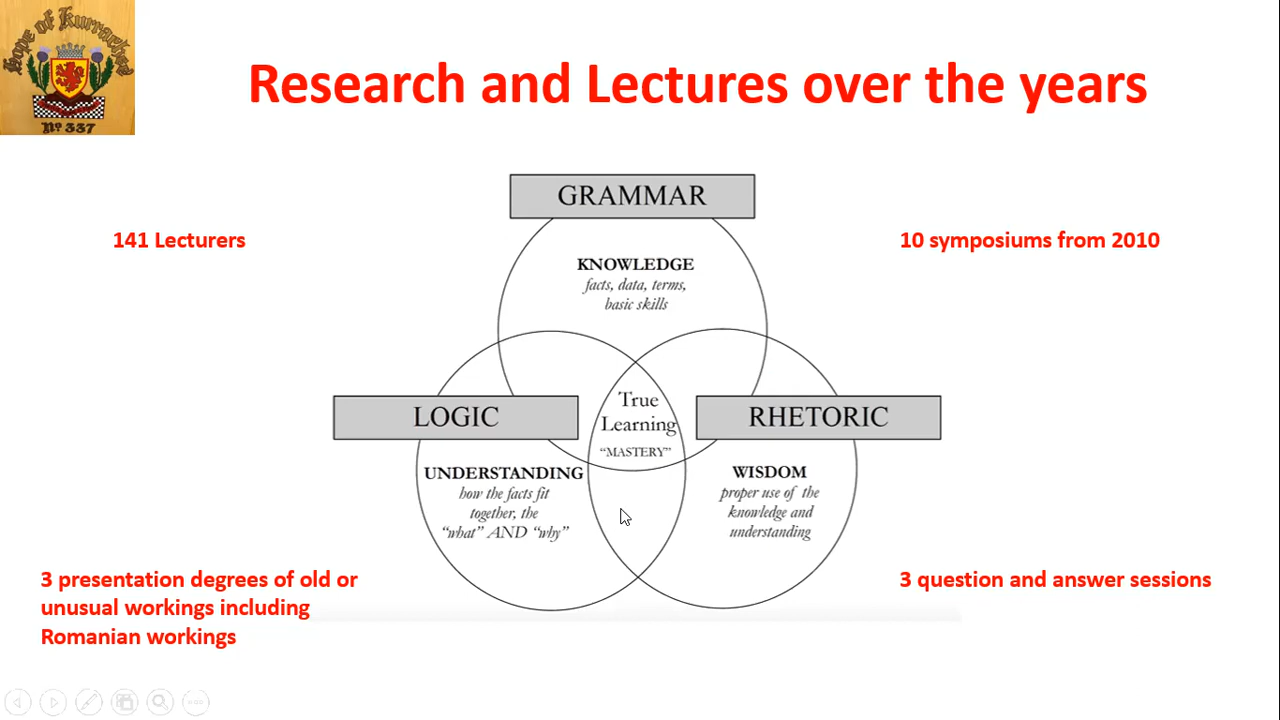 Hope of Kurrachee
Nº 337
Research and Lectures over the years
GRAMMAR
141 Lecturers
10 symposiums from 2010
KNOWLEDGE
facts, data, terms,
basic skills
True
Learning
“MASTERY”
LOGIC
RHETORIC
UNDERSTANDING
how the facts fit
together, the
“what” AND “why”
WISDOM
proper use of the
knowledge and
understanding
3 presentation degrees of old or
unusual workings including
Romanian workings
3 question and answer sessions